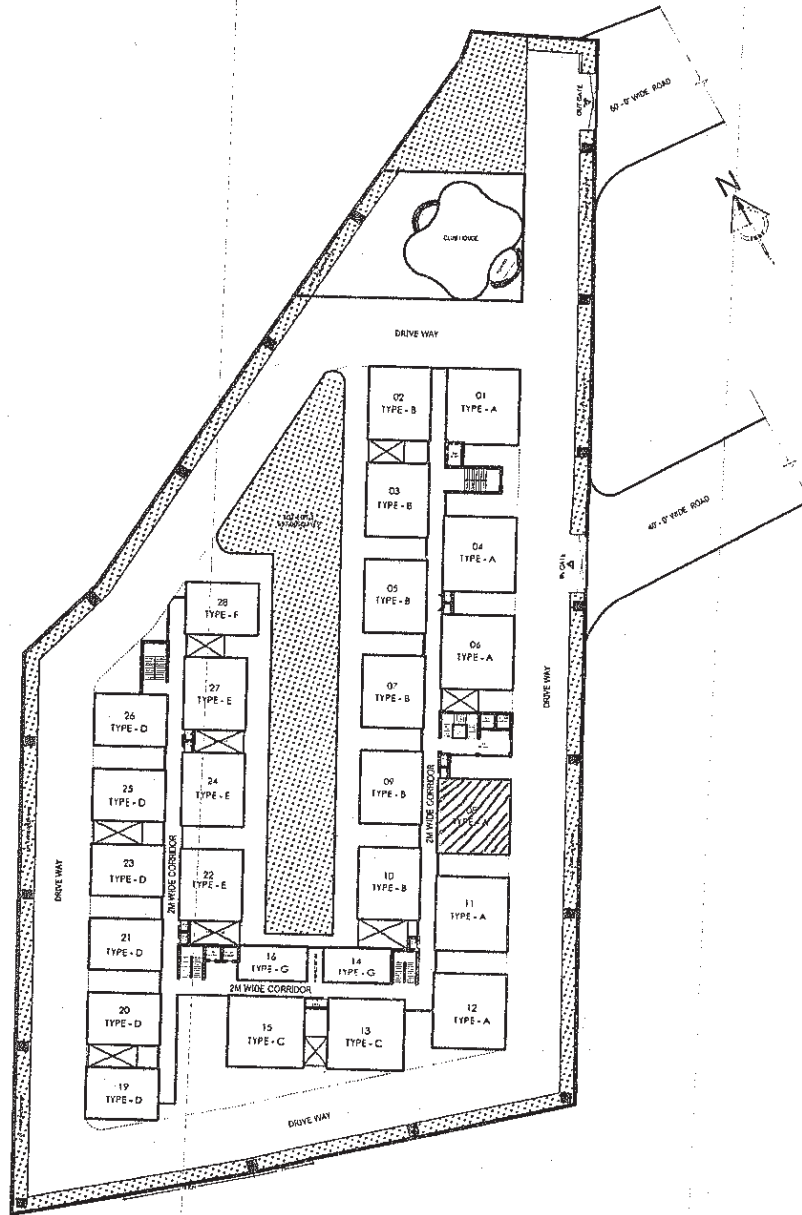 OUT GATE
60'-0" WIDE ROAD
N
CLUB HOUSE
DRIVE WAY
02
TYPE-B
01
TYPE-A
03
TYPE-B
40'-0" WIDE ROAD
04
TYPE-A
IN GATE
05
TYPE-B
28
TYPE-F
06
TYPE-A
27
TYPE-E
07
TYPE-B
DRIVE WAY
26
TYPE-D
25
TYPE-D
24
TYPE-E
09
TYPE-B
2M WIDE CORRIDOR
TYPE-A
23
TYPE-D
2M WIDE CORRIDOR
22
TYPE-E
10
TYPE-B
DRIVE WAY
11
TYPE-A
21
TYPE-D
16
TYPE-G
14
TYPE-G
2M WIDE CORRIDOR
20
TYPE-D
15
TYPE-C
13
TYPE-C
12
TYPE-A
19
TYPE-D
DRIVE WAY